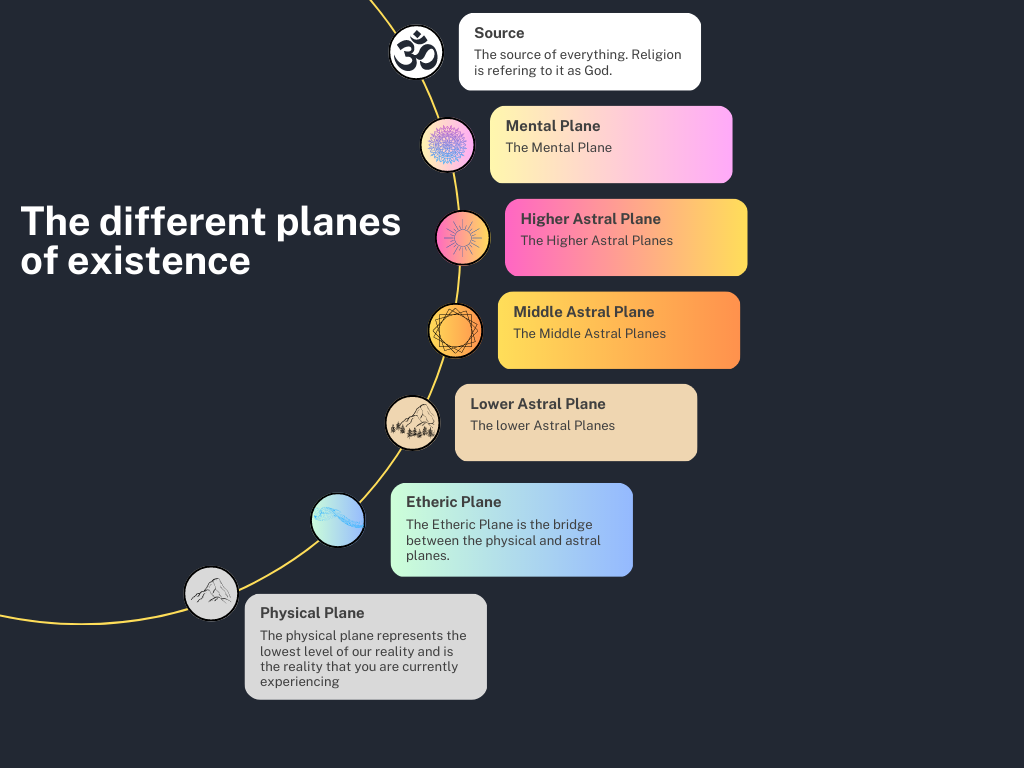 The different planes
of existence
Source
The source of everything. Religion
is refering to it as God.
Mental Plane
The Mental Plane
Higher Astral Plane
The Higher Astral Planes
Middle Astral Plane
The Middle Astral Planes
Lower Astral Plane
The lower Astral Planes
Etheric Plane
The Etheric Plane is the bridge
between the physical and astral
planes.
Physical Plane
The physical plane represents the
lowest level of our reality and is
the reality that you are currently
experiencing